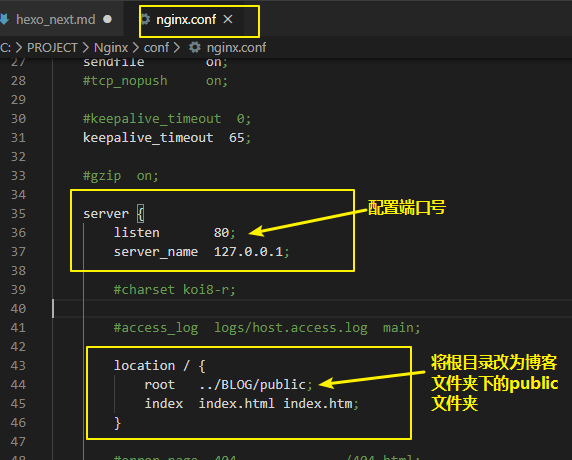 hexo_next.md
nginx.conf
C: > PROJECT > Nginx > conf > nginx.conf
27 sendfile on;
28 #tcp_nopush on;
29
30 #keepalive_timeout 0;
31 keepalive_timeout 65;
32
33 #gzip on;
34
35 server {
配置端口号
36 listen 80;
37 server_name 127.0.0.1;
38
39 #charset koi8-r;
40
41 #access_log logs/host.access.log main;
42
43 location / {
将根目录改为博客
44 root ../BLOG/public;
文件夹下的public
45 index index.html index.htm;
文件夹
46 }
47
48 #error_page 404 /404.html;